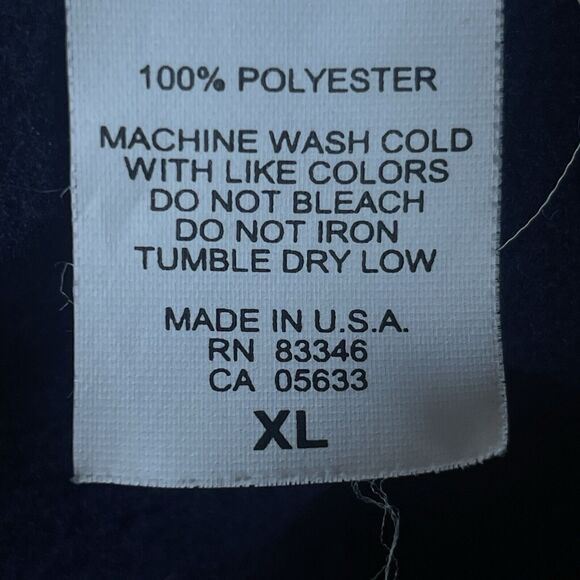 100% POLYESTER
MACHINE WASH COLD
WITH LIKE COLORS
DO NOT BLEACH
DO NOT IRON
TUMBLE DRY LOW
MADE IN U.S.A.
RN 83346
CA 05633
XL